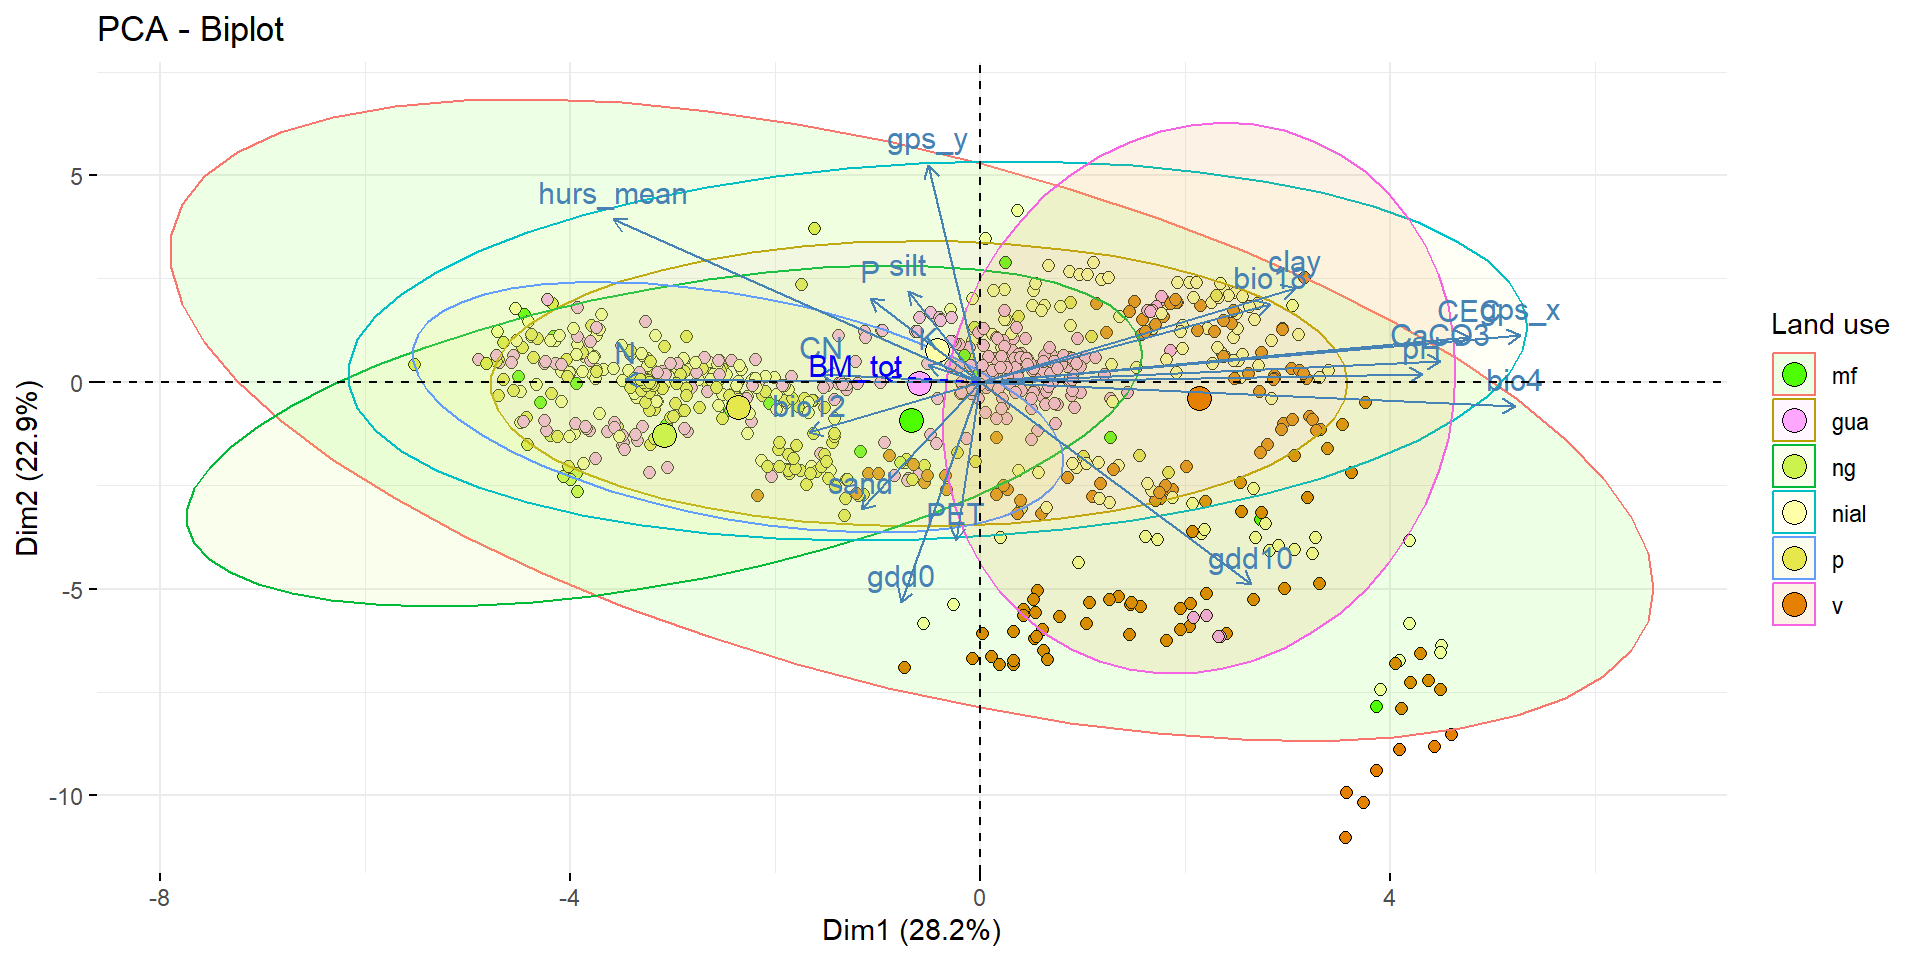 PCA - Biplot
gps_y
hurs_mean
P
silt
clay
bio18
CEC
gps_x
CaCO3
pH
K
CN
N
BM_tot
bio4
bio12
sand
PET
gdd10
gdd0
5
0
-5
-10
-8
-4
0
4
Dim1 (28.2%)
Dim2 (22.9%)
Land use
mf
gua
ng
nial
p
v